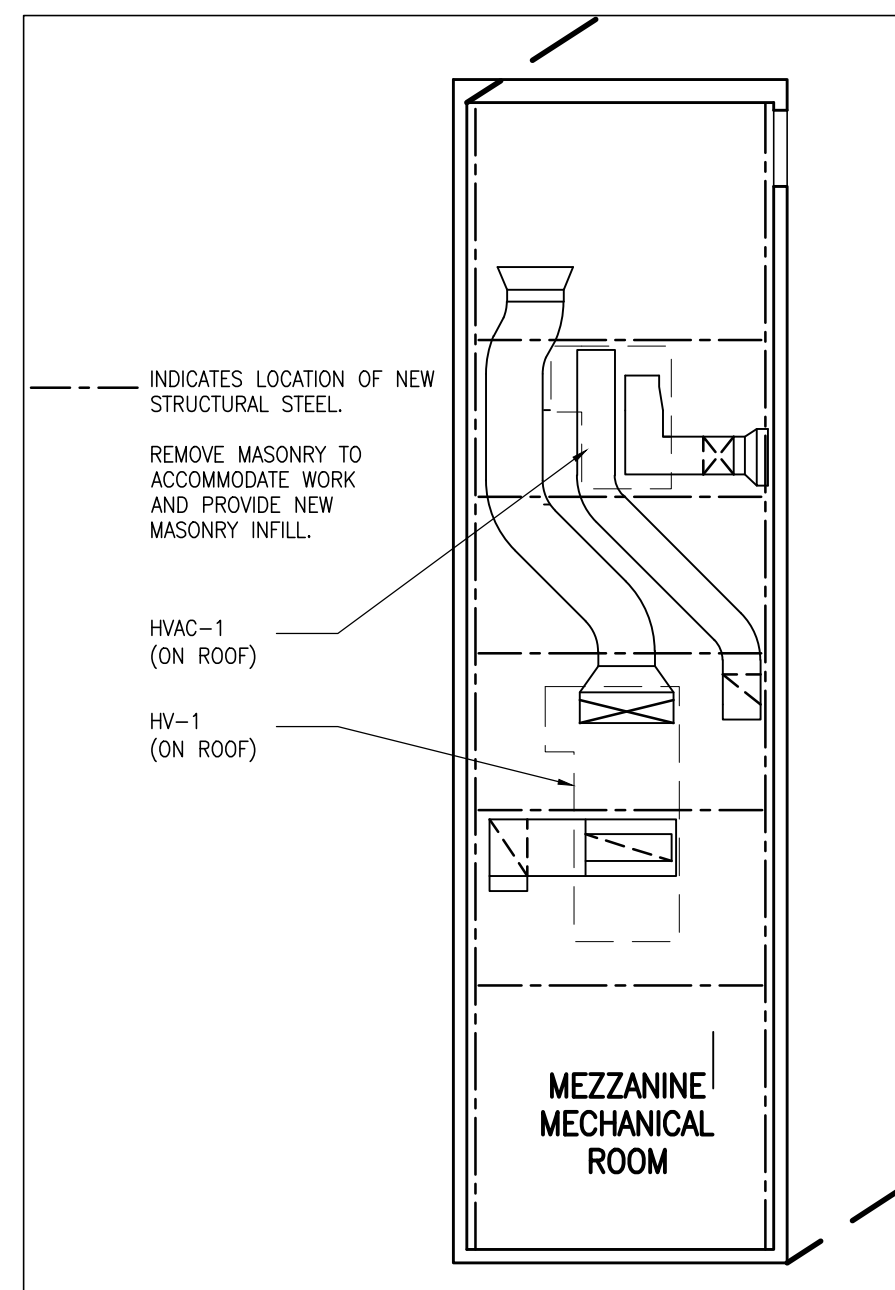 INDICATES LOCATION OF NEW
STRUCTURAL STEEL.
REMOVE MASONRY TO
ACCOMMODATE WORK
AND PROVIDE NEW
MASONRY INFILL.
HVAC-1
(ON ROOF)
HV-1
(ON ROOF)
MEZZANINE
MECHANICAL
ROOM